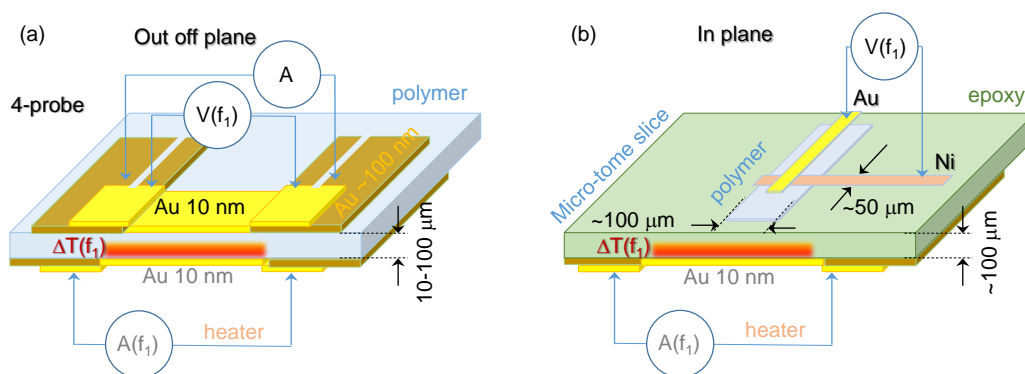 (a)
Out off plane
A
4-probe
V(f₁)
polymer
Au ~100 nm
Au 10 nm
ΔT(f₁)
10-100 μm
Au 10 nm
A(f₁)
heater
(b)
In plane
V(f₁)
Au
epoxy
Micro-tome slice
polymer
Ni
~50 μm
~100 μm
ΔT(f₁)
~100 μm
Au 10 nm
A(f₁)
heater